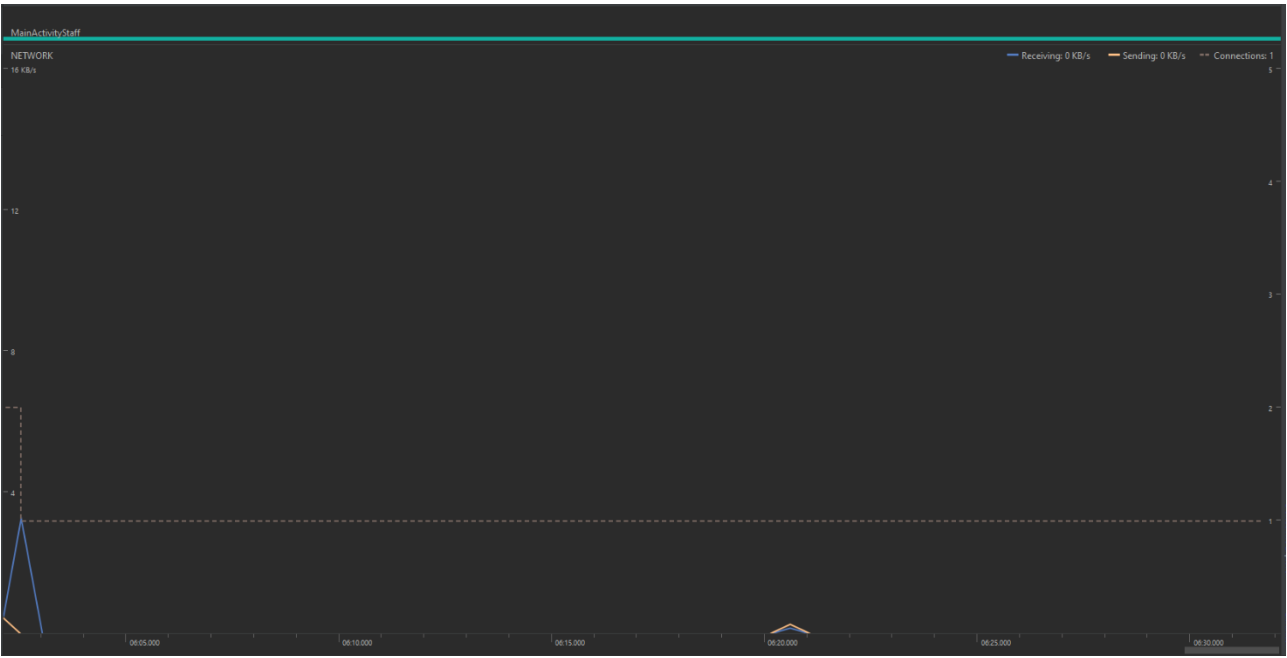 MainActivityStaff
NETWORK
Receiving: 0 KB/s Sending: 0 KB/s Connections: 1
16 KB/s
5
4
12
3
8
2
4
1
06:05.000 06:10.000 06:15.000 06:20.000 06:25.000 06:30.000